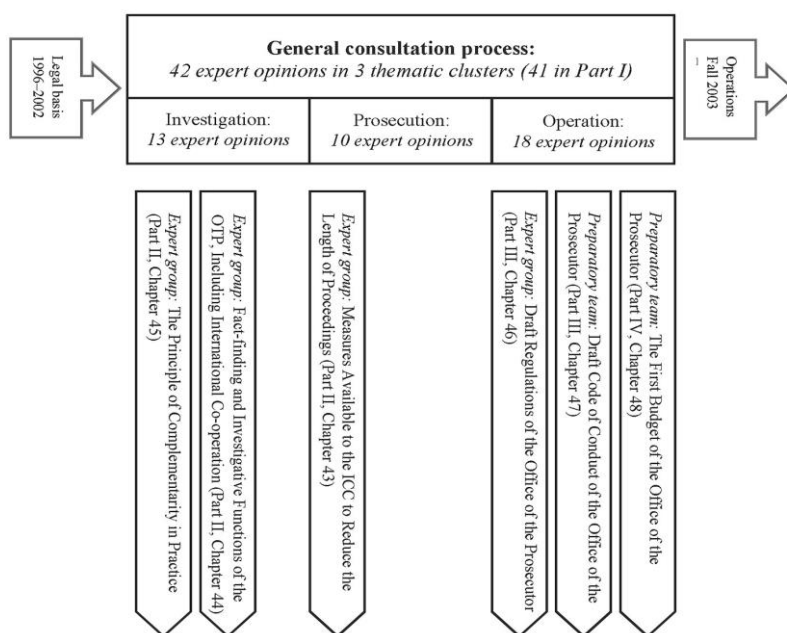 Legal basis
1996–2002
General consultation process:
42 expert opinions in 3 thematic clusters (41 in Part I)
Investigation:
13 expert opinions
Prosecution:
10 expert opinions
Operation:
18 expert opinions
Operations
Fall 2003
Expert group: The Principle of Complementarity in Practice
(Part II, Chapter 45)
Expert group: Fact-finding and Investigative Functions of the
OTP, Including International Co-operation (Part II, Chapter 44)
Expert group: Measures Available to the ICC to Reduce the
Length of Proceedings (Part II, Chapter 43)
Expert group: Draft Regulations of the Office of the Prosecutor
(Part III, Chapter 46)
Preparatory team: Draft Code of Conduct of the Office of the
Prosecutor (Part III, Chapter 47)
Preparatory team: The First Budget of the Office of the
Prosecutor (Part IV, Chapter 48)